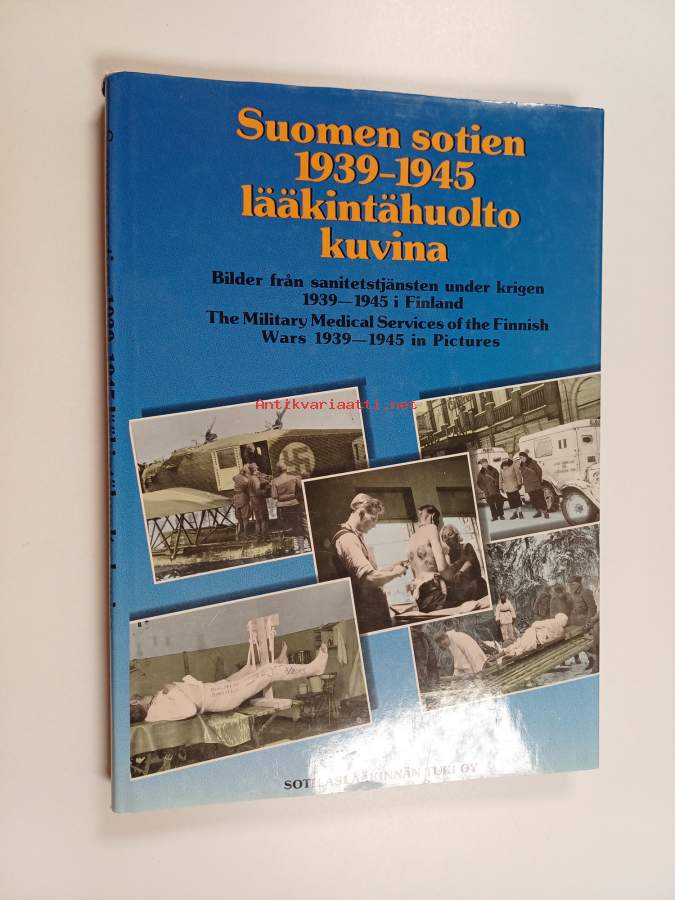 Suomen sotien
1939-1945
lääkintähuolto
kuvina
Bilder från sanitetstjänsten under krigen
1939—1945 i Finland
The Military Medical Services of the Finnish
Wars 1939—1945 in Pictures
Antikvariaatti.net
SOTILASLÄÄKINNÄN TUKI OY